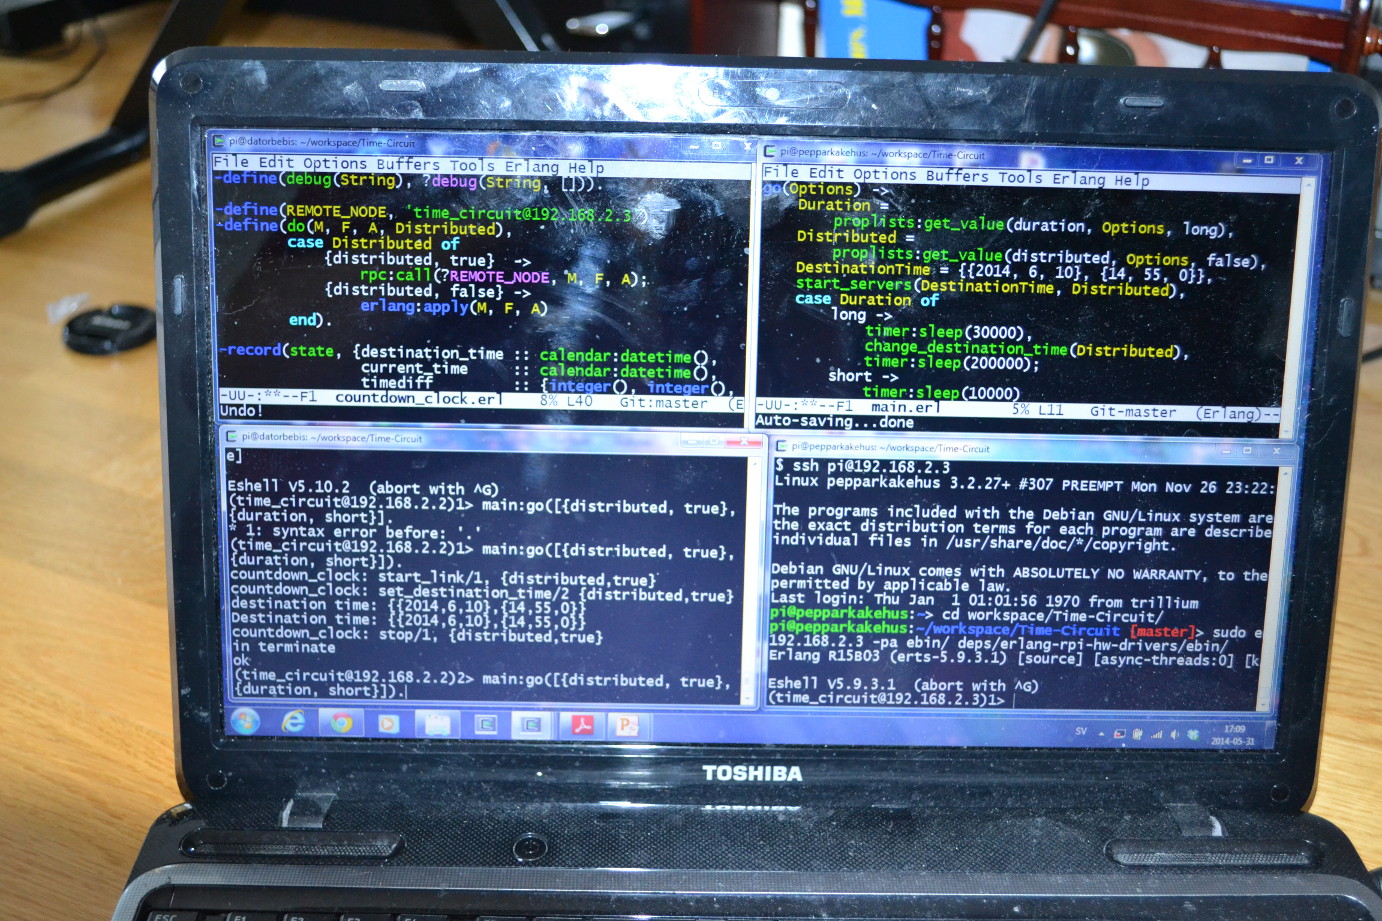 pi@datorbebis: ~/workspace/Time-Circuit
File Edit Options Buffers Tools Erlang Help
-define(debug(String), ?debug(String, [])).
-define(REMOTE_NODE, 'time_circuit@192.168.2.3')
-define(do(M, F, A, Distributed),
case Distributed of
{distributed, true} ->
rpc:call(?REMOTE_NODE, M, F, A);
{distributed, false} ->
erlang:apply(M, F, A)
end).
-record(state, {destination_time :: calendar:datetime(),
current_time :: calendar:datetime(),
timediff :: {integer(), integer(),
-UU-:**--F1 countdown_clock.erl 8% L40 Git:master (E
Undo!
pi@pepparkakehus: ~/workspace/Time-Circuit
File Edit Options Buffers Tools Erlang Help
go(Options) ->
Duration =
proplists:get_value(duration, Options, long),
Distributed =
proplists:get_value(distributed, Options, false),
DestinationTime = {{2014, 6, 10}, {14, 55, 0}},
start_servers(DestinationTime, Distributed),
case Duration of
long ->
timer:sleep(30000),
change_destination_time(Distributed),
timer:sleep(200000);
short ->
timer:sleep(10000)
-UU-:**--F1 main.erl 5% L11 Git-master (Erlang)--
Auto-saving...done
pi@datorbebis: ~/workspace/Time-Circuit
e]
Eshell V5.10.2 (abort with ^G)
(time_circuit@192.168.2.2)1> main:go([{distributed, true},
{duration, short}].
* 1: syntax error before: '.'
(time_circuit@192.168.2.2)1> main:go([{distributed, true},
{duration, short}]).
countdown_clock: start_link/1, {distributed,true}
countdown_clock: set_destination_time/2 {distributed,true}
destination time: {{2014,6,10},{14,55,0}}
Destination time: {{2014,6,10},{14,55,0}}
countdown_clock: stop/1, {distributed,true}
in terminate
ok
(time_circuit@192.168.2.2)2> main:go([{distributed, true},
{duration, short}]).
pi@pepparkakehus: ~/workspace/Time-Circuit
$ ssh pi@192.168.2.3
Linux pepparkakehus 3.2.27+ #307 PREEMPT Mon Nov 26 23:22:
The programs included with the Debian GNU/Linux system are
the exact distribution terms for each program are describe
individual files in /usr/share/doc/*/copyright.
Debian GNU/Linux comes with ABSOLUTELY NO WARRANTY, to the
permitted by applicable law.
Last login: Thu Jan 1 01:01:56 1970 from trillium
pi@pepparkakehus:~> cd workspace/Time-Circuit/
pi@pepparkakehus:~/workspace/Time-Circuit [master]> sudo e
192.168.2.3 -pa ebin/ deps/erlang-rpi-hw-drivers/ebin/
Erlang R15B03 (erts-5.9.3.1) [source] [async-threads:0] [k
Eshell V5.9.3.1 (abort with ^G)
(time_circuit@192.168.2.3)1>
SV
17:09
2014-05-31
TOSHIBA
ESC F1 F2 F3